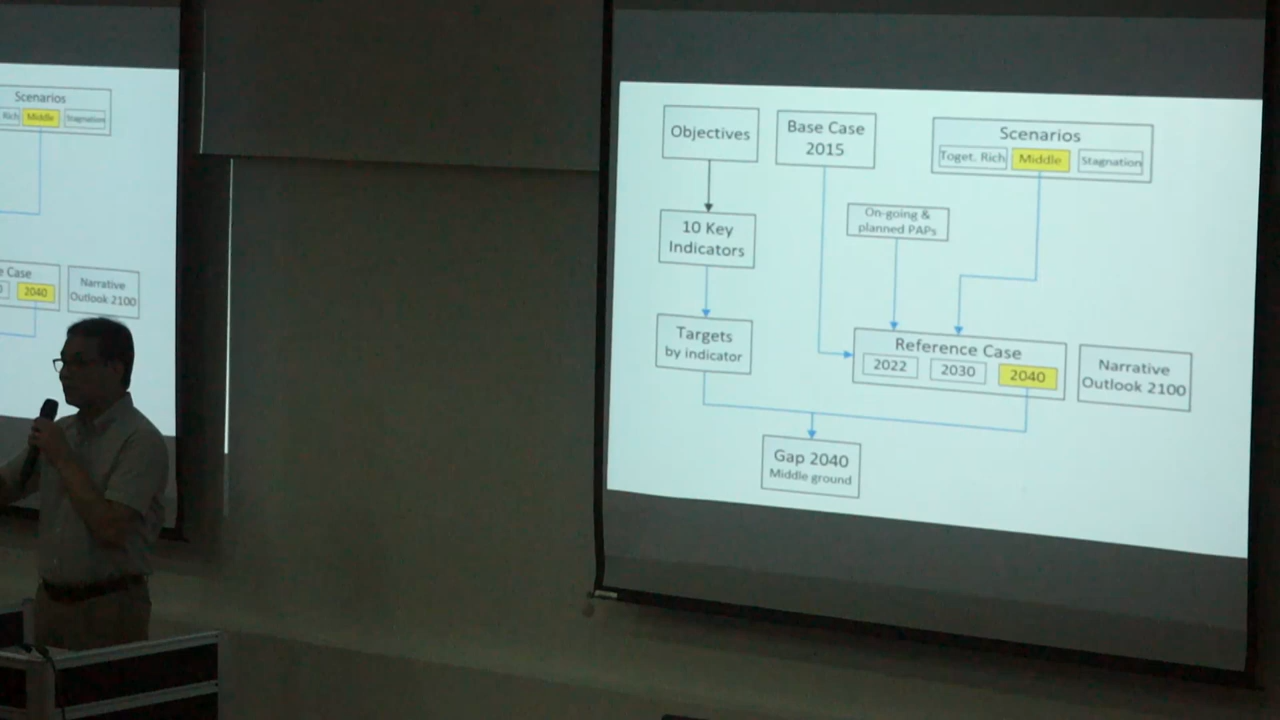 Scenarios
Rich
Middle
Stagnation
e Case
2040
Narrative
Outlook 2100
Objectives
Base Case
2015
Scenarios
Toget. Rich
Middle
Stagnation
On-going &
planned PAPs
10 Key
Indicators
Targets
by indicator
Reference Case
2022
2030
2040
Narrative
Outlook 2100
Gap 2040
Middle ground